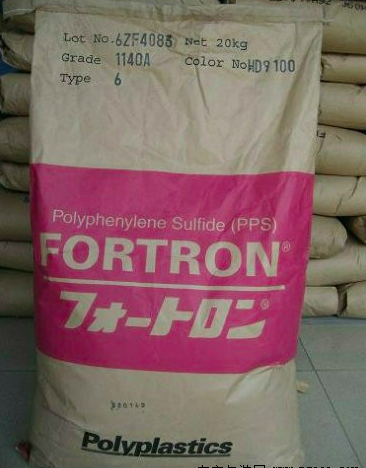 Lot No.6ZF4083 Net 20kg
Grade 1140A Color No HD9100
Type 6
Polyphenylene Sulfide (PPS)
FORTRON®
フォートロン®
Polyplastics